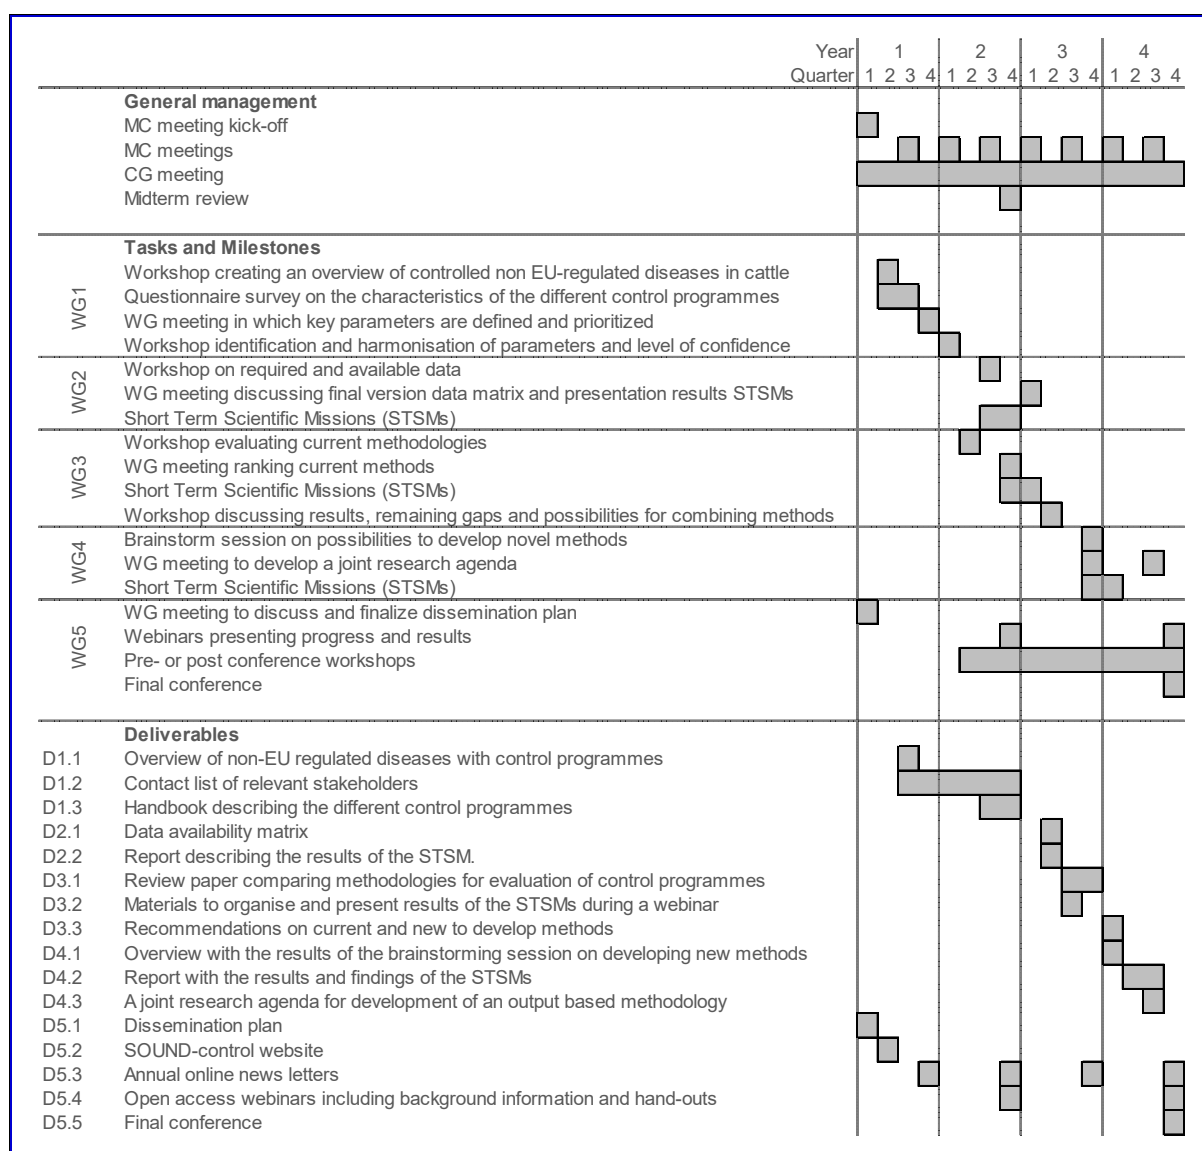 Year 1 2 3 4
Quarter 1 2 3 4 1 2 3 4 1 2 3 4 1 2 3 4
General management
MC meeting kick-off
MC meetings
CG meeting
Midterm review
Tasks and Milestones
WG1
Workshop creating an overview of controlled non EU-regulated diseases in cattle
Questionnaire survey on the characteristics of the different control programmes
WG meeting in which key parameters are defined and prioritized
Workshop identification and harmonisation of parameters and level of confidence
WG2
Workshop on required and available data
WG meeting discussing final version data matrix and presentation results STSMs
Short Term Scientific Missions (STSMs)
WG3
Workshop evaluating current methodologies
WG meeting ranking current methods
Short Term Scientific Missions (STSMs)
Workshop discussing results, remaining gaps and possibilities for combining methods
WG4
Brainstorm session on possibilities to develop novel methods
WG meeting to develop a joint research agenda
Short Term Scientific Missions (STSMs)
WG5
WG meeting to discuss and finalize dissemination plan
Webinars presenting progress and results
Pre- or post conference workshops
Final conference
Deliverables
D1.1 Overview of non-EU regulated diseases with control programmes
D1.2 Contact list of relevant stakeholders
D1.3 Handbook describing the different control programmes
D2.1 Data availability matrix
D2.2 Report describing the results of the STSM.
D3.1 Review paper comparing methodologies for evaluation of control programmes
D3.2 Materials to organise and present results of the STSMs during a webinar
D3.3 Recommendations on current and new to develop methods
D4.1 Overview with the results of the brainstorming session on developing new methods
D4.2 Report with the results and findings of the STSMs
D4.3 A joint research agenda for development of an output based methodology
D5.1 Dissemination plan
D5.2 SOUND-control website
D5.3 Annual online news letters
D5.4 Open access webinars including background information and hand-outs
D5.5 Final conference